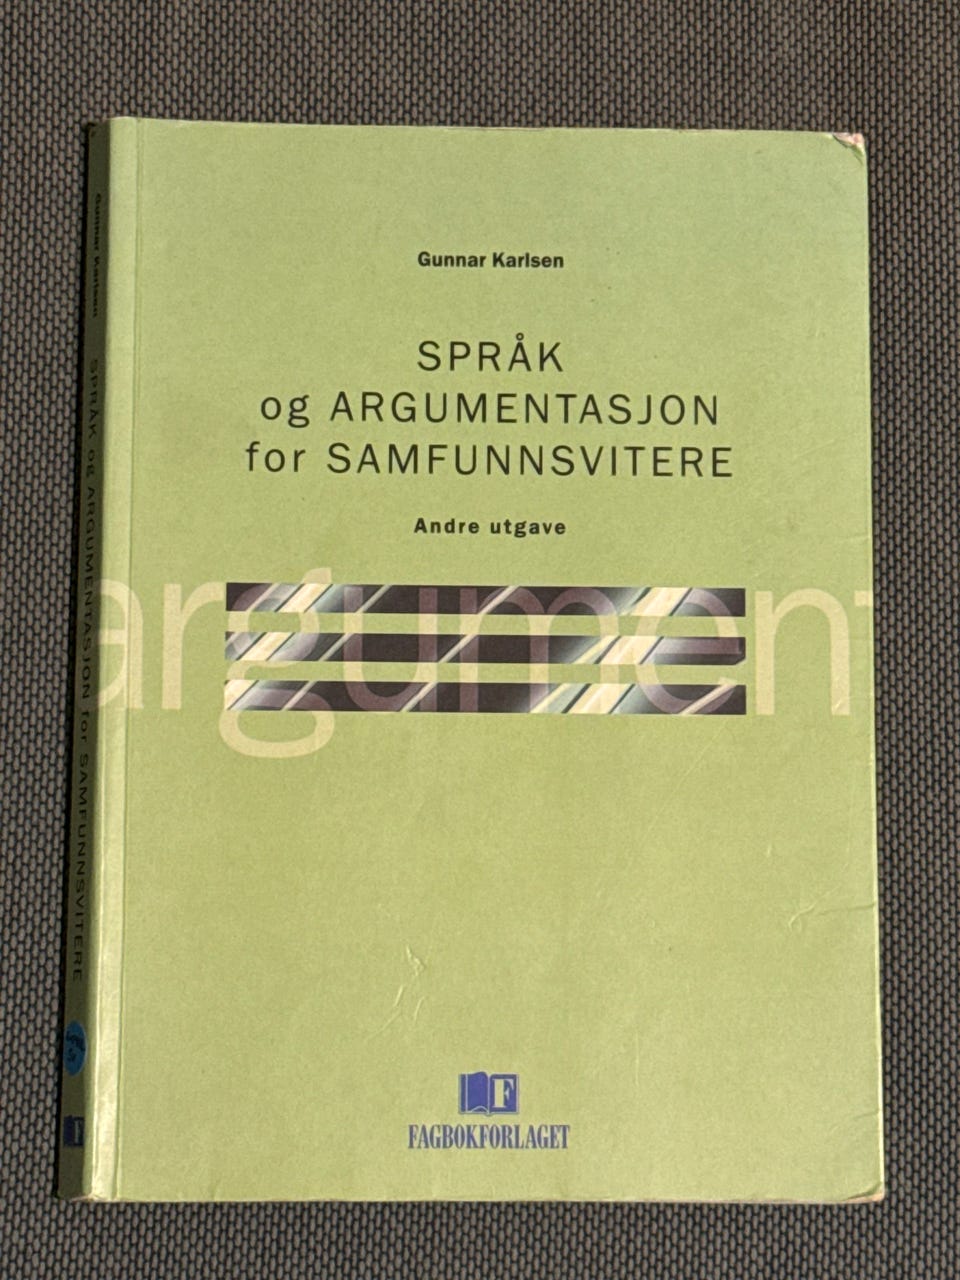 Gunnar Karlsen
SPRÅK
og ARGUMENTASJON
for SAMFUNNSVITERE
Andre utgave
argument
F
FAGBOKFORLAGET
Gunnar Karlsen
SPRÅK og ARGUMENTASJON for SAMFUNNSVITERE